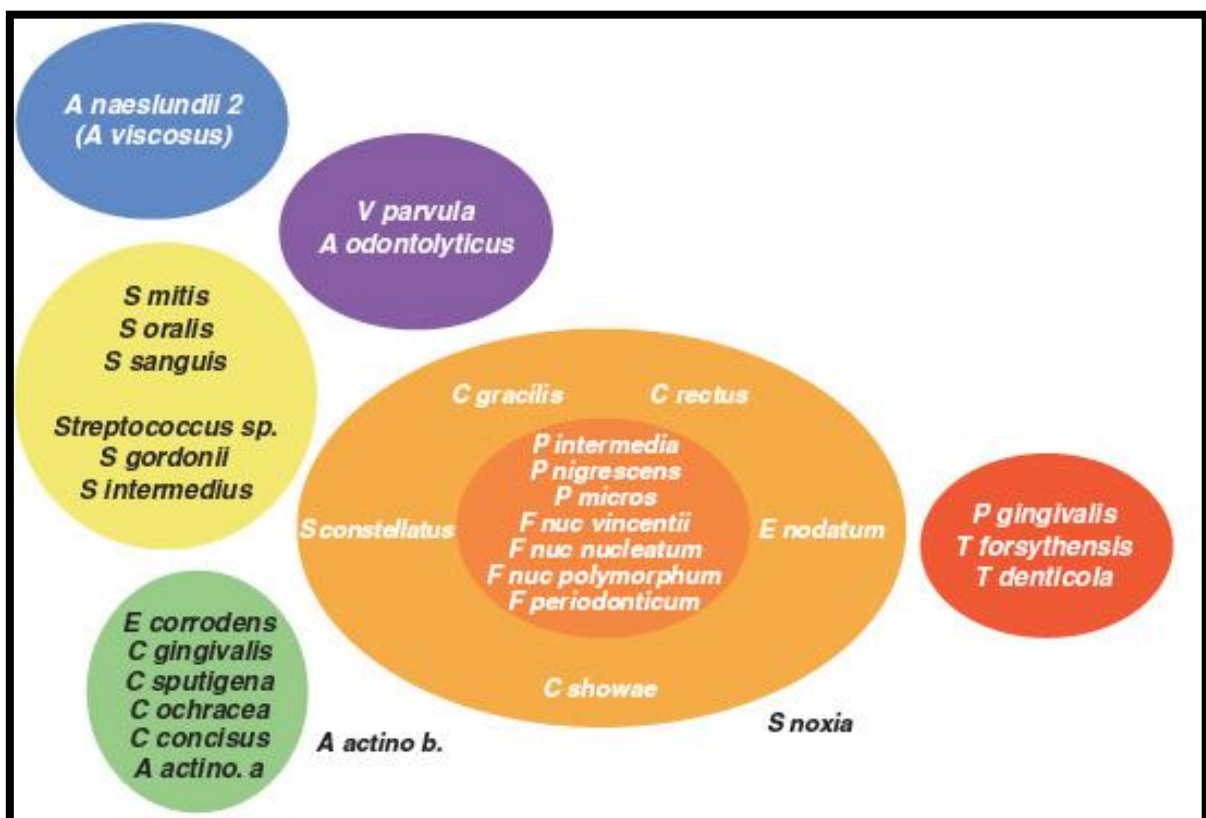 A naeslundii 2
(A viscosus)
V parvula
A odontolyticus
S mitis
S oralis
S sanguis
Streptococcus sp.
S gordonii
S intermedius
C gracilis
C rectus
P intermedia
P nigrescens
P micros
F nuc vincentii
F nuc nucleatum
F nuc polymorphum
F periodonticum
S constellatus
E nodatum
C showae
P gingivalis
T forsythensis
T denticola
E corrodens
C gingivalis
C sputigena
C ochracea
C concisus
A actino. a
A actino b.
S noxia